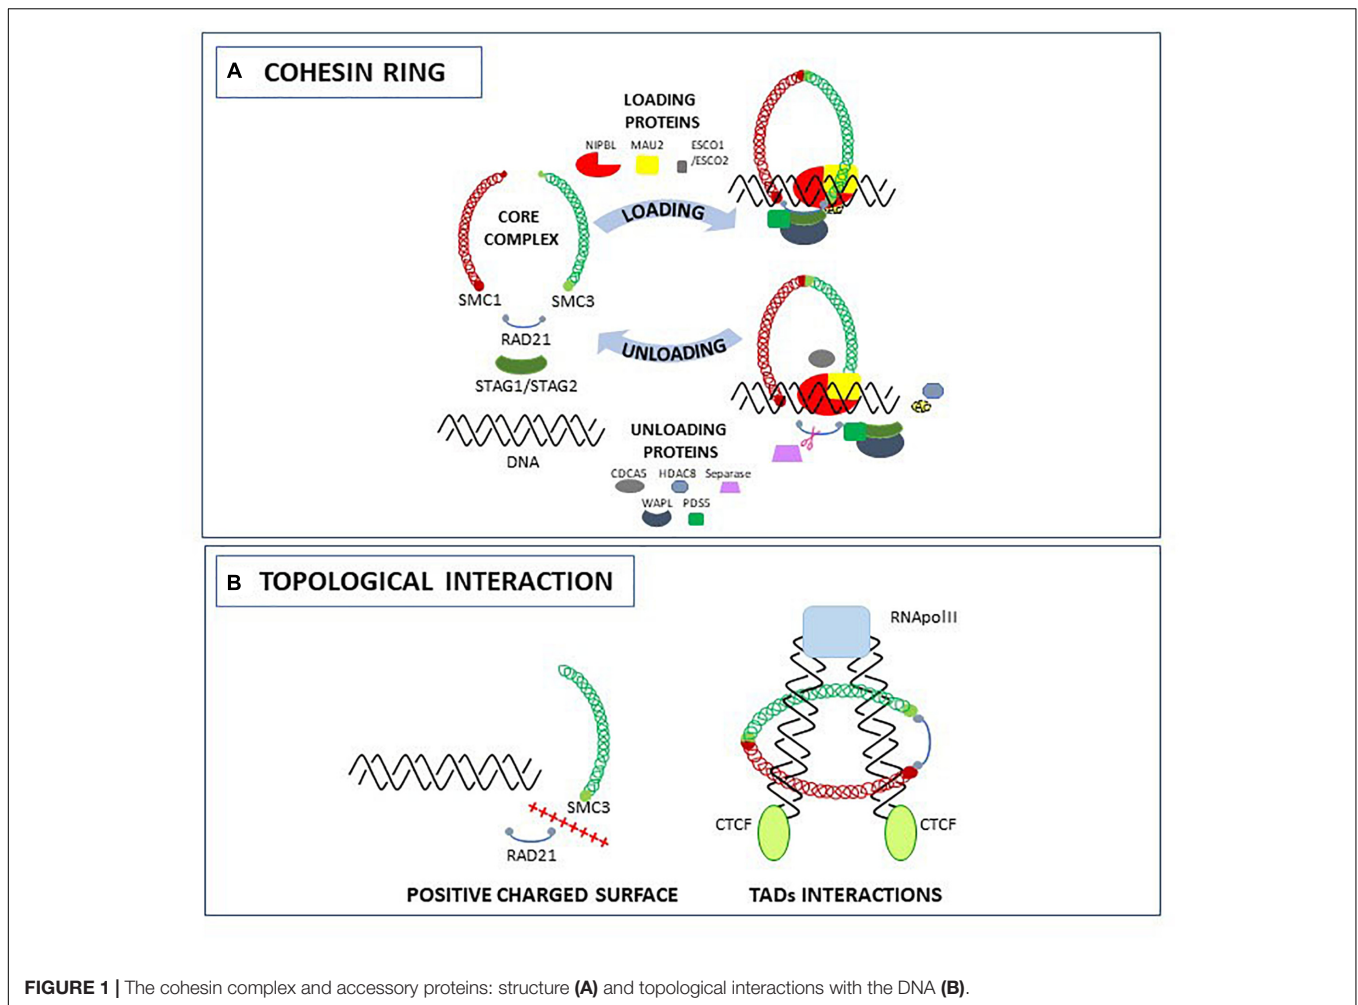 A COHESIN RING
LOADING
PROTEINS
NIPBL MAU2 ESCO1
/ESCO2
CORE
COMPLEX
LOADING
SMC1 SMC3
RAD21
UNLOADING
STAG1/STAG2
DNA
UNLOADING
PROTEINS
CDCA5 HDAC8 Separase
WAPL PDS5
B TOPOLOGICAL INTERACTION
RNApolII
SMC3
RAD21
CTCF CTCF
POSITIVE CHARGED SURFACE TADs INTERACTIONS
FIGURE 1 | The cohesin complex and accessory proteins: structure (A) and topological interactions with the DNA (B).